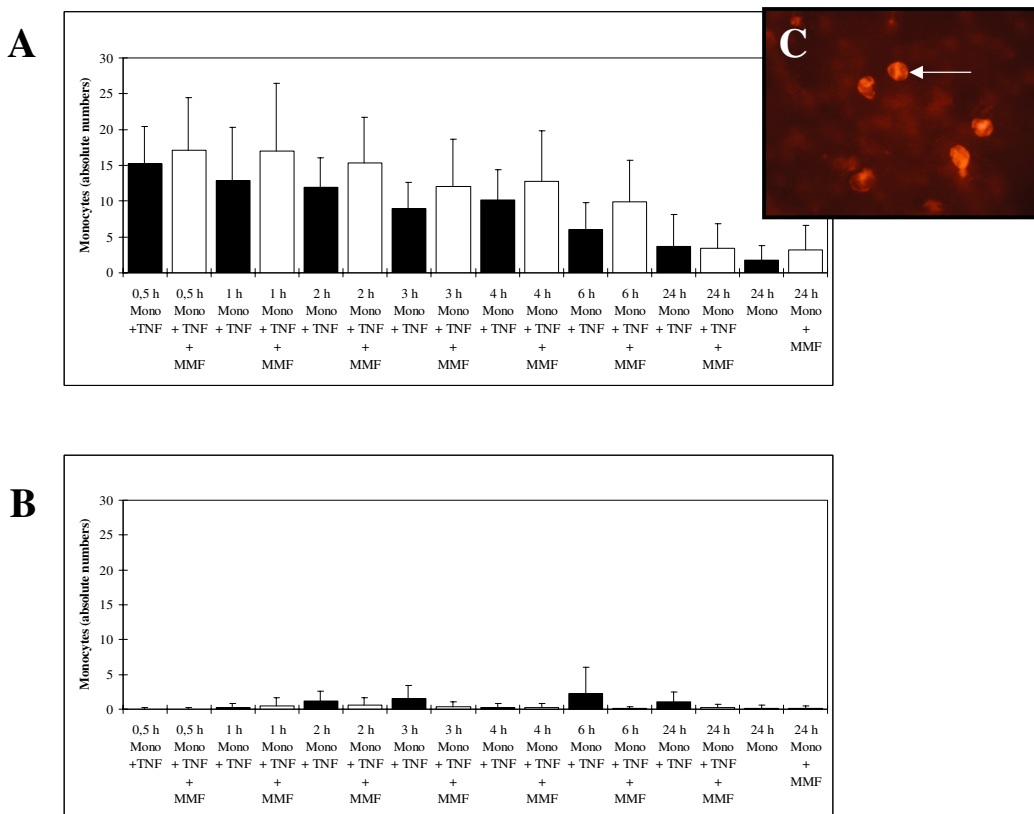 A
C
Monocytes (absolute numbers)
30
25
20
15
10
5
0
0,5 h 0,5 h 1 h 1 h 2 h 2 h 3 h 3 h 4 h 4 h 6 h 6 h 24 h 24 h 24 h 24 h
Mono Mono Mono Mono Mono Mono Mono Mono Mono Mono Mono Mono Mono Mono Mono Mono
+TNF + TNF + TNF + TNF + TNF + TNF + TNF + TNF + TNF + TNF + TNF + TNF + TNF + TNF +
+ + + + + + +
MMF MMF MMF MMF MMF MMF MMF MMF
B
Monocytes (absolute numbers)
30
25
20
15
10
5
0
0,5 h 0,5 h 1 h 1 h 2 h 2 h 3 h 3 h 4 h 4 h 6 h 6 h 24 h 24 h 24 h 24 h
Mono Mono Mono Mono Mono Mono Mono Mono Mono Mono Mono Mono Mono Mono Mono Mono
+TNF + TNF + TNF + TNF + TNF + TNF + TNF + TNF + TNF + TNF + TNF + TNF + TNF + TNF +
+ + + + + + +
MMF MMF MMF MMF MMF MMF MMF MMF